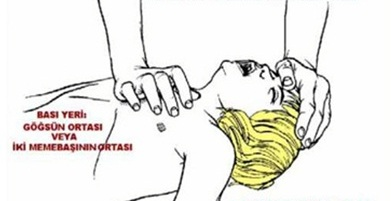 BASI YERİ:
GÖĞSÜN ORTASI
VEYA
İKİ MEMEBAŞININ ORTASI